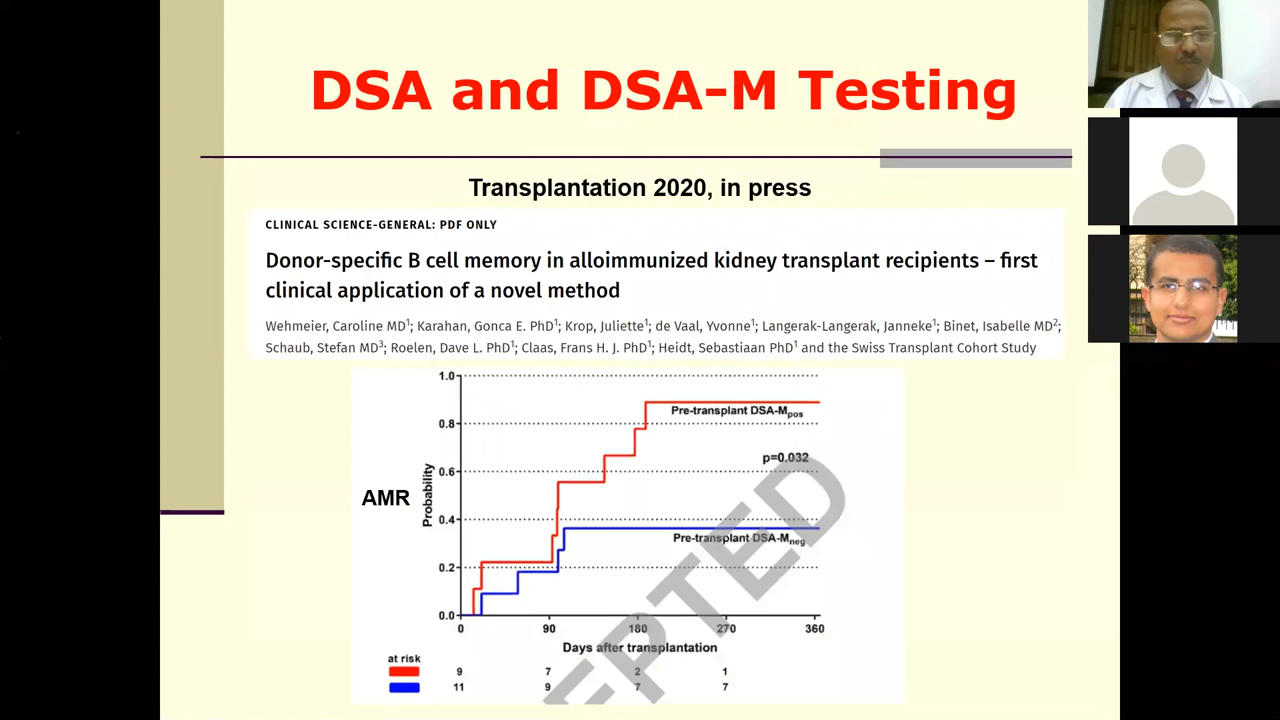 DSA and DSA-M Testing
Transplantation 2020, in press
CLINICAL SCIENCE-GENERAL: PDF ONLY
Donor-specific B cell memory in alloimmunized kidney transplant recipients – first
clinical application of a novel method
Wehmeier, Caroline MD1; Karahan, Gonca E. PhD1; Krop, Juliette1; de Vaal, Yvonne1; Langerak-Langerak, Janneke1; Binet, Isabelle MD2;
Schaub, Stefan MD3; Roelen, Dave L. PhD1; Claas, Frans H. J. PhD1; Heidt, Sebastiaan PhD1 and the Swiss Transplant Cohort Study
1.0
Pre-transplant DSA-Mpos
0.8
p=0.032
0.6
AMR
Probability
0.4
Pre-transplant DSA-Mneg
0.2
0.0
0 90 180 270 360
Days after transplantation
at risk
9 7 2 1
11 9 7 7
EPTED